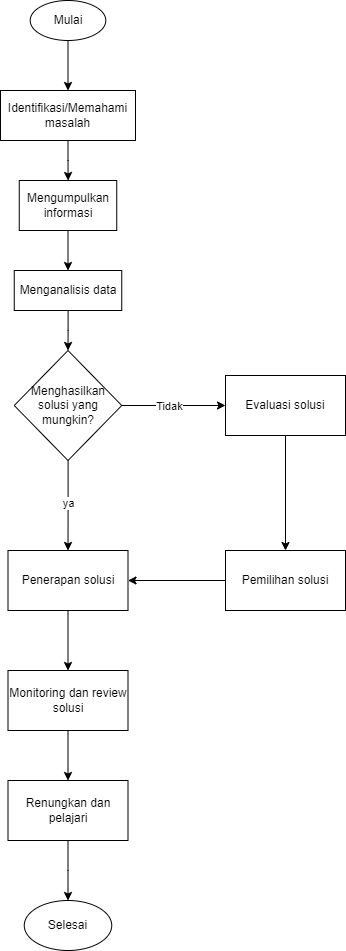 Mulai
Identifikasi/Memahami
masalah
Mengumpulkan
informasi
Menganalisis data
Menghasilkan
solusi yang
mungkin?
Tidak
Evaluasi solusi
ya
Penerapan solusi
Pemilihan solusi
Monitoring dan review
solusi
Renungkan dan
pelajari
Selesai